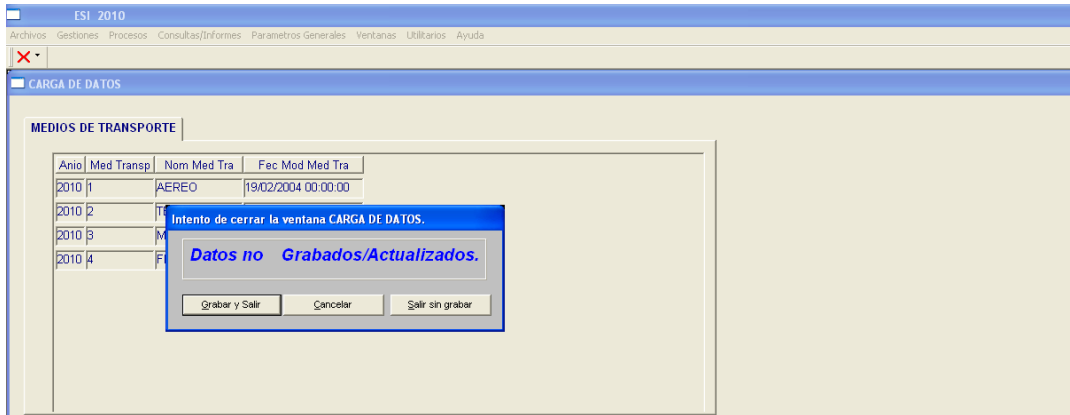 ESI 2010
Archivos Gestiones Procesos Consultas/Informes Parametros Generales Ventanas Utilitarios Ayuda
CARGA DE DATOS
MEDIOS DE TRANSPORTE
Anio Med Transp Nom Med Tra Fec Mod Med Tra
2010 1 AEREO 19/02/2004 00:00:00
2010 2
2010 3 M
2010 4
Intento de cerrar la ventana CARGA DE DATOS.
Datos no Grabados/Actualizados.
Grabar y Salir Cancelar Salir sin grabar